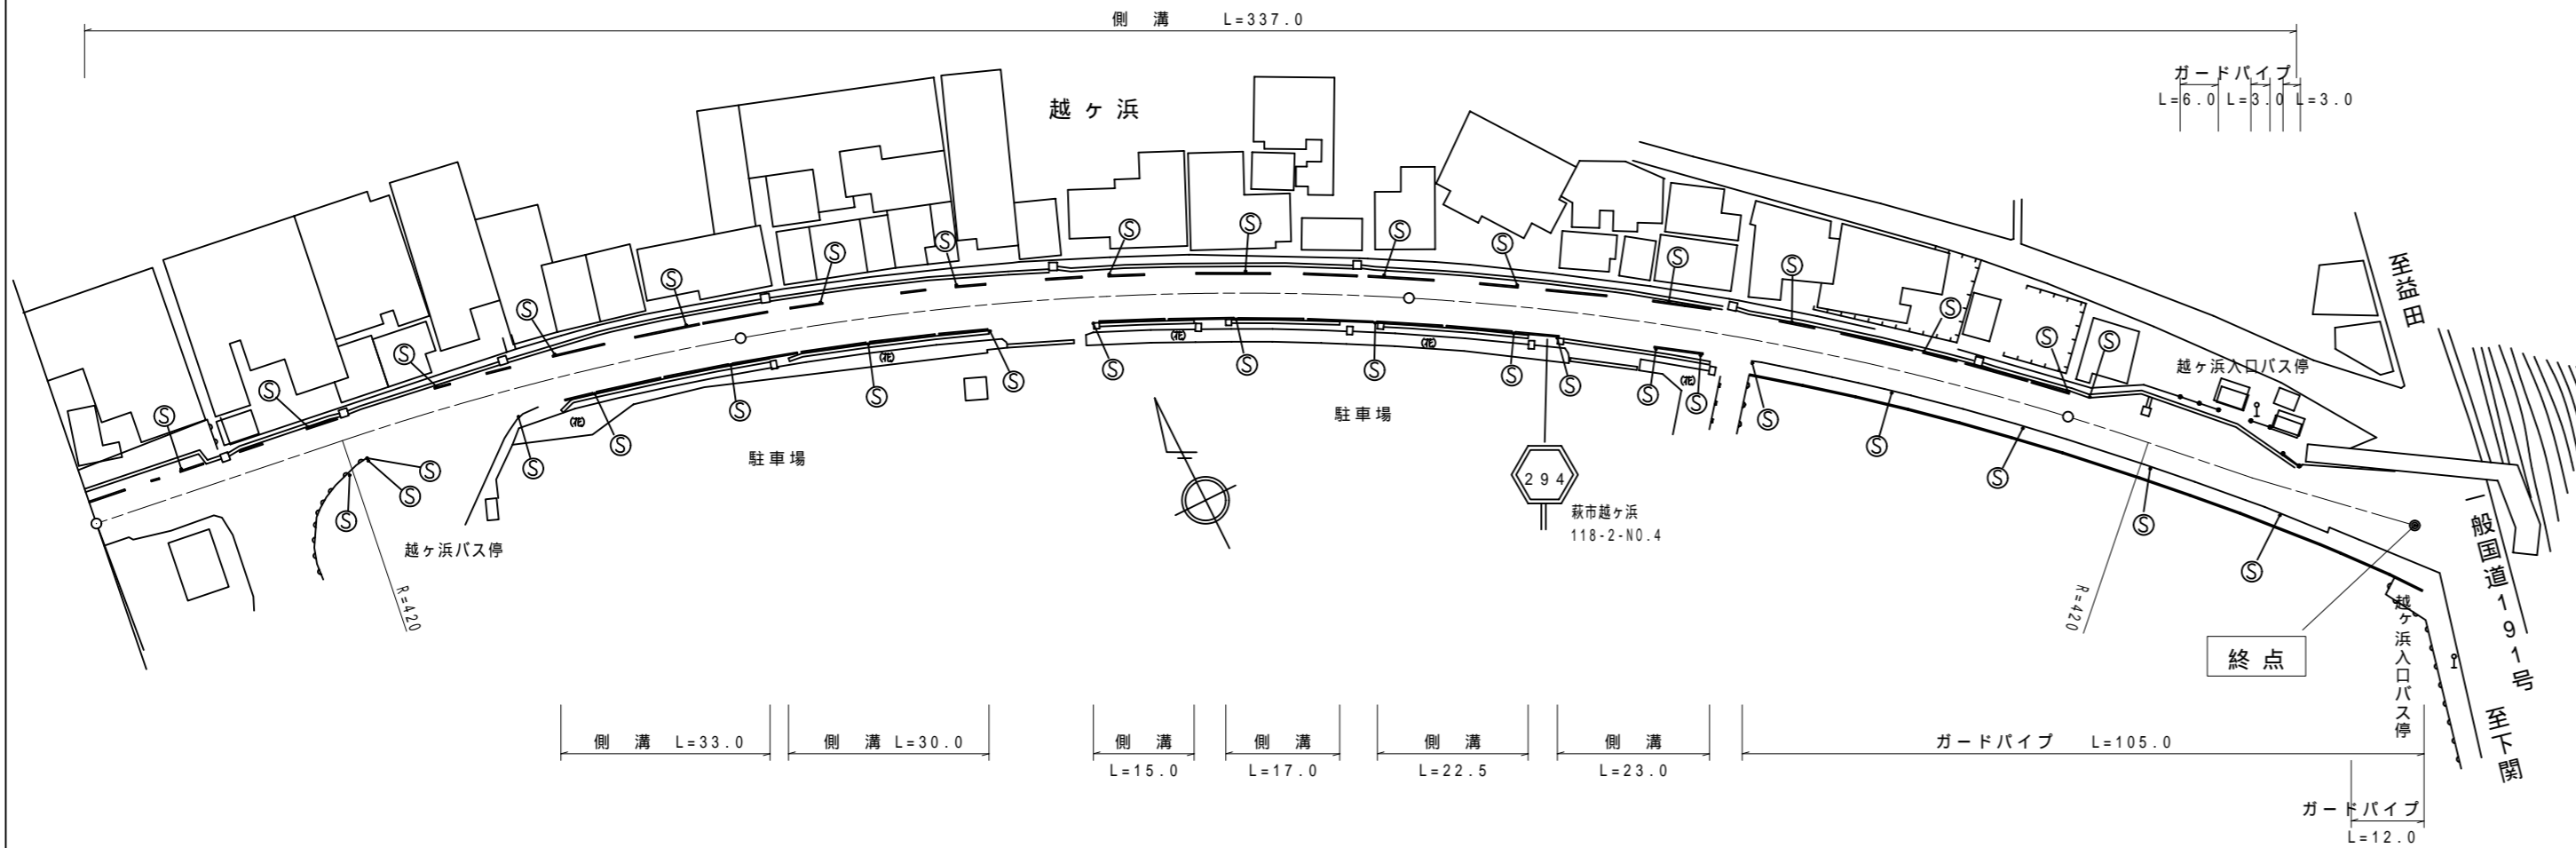 側 溝 L=337.0
ガードパイプ
L=6.0 L=3.0 L=3.0
越ヶ浜
至益田
Ⓢ Ⓢ Ⓢ Ⓢ Ⓢ Ⓢ Ⓢ Ⓢ Ⓢ Ⓢ Ⓢ Ⓢ Ⓢ Ⓢ Ⓢ Ⓢ Ⓢ
越ヶ浜入口バス停
(花) (花) (花) (花) (花)
Ⓢ Ⓢ Ⓢ Ⓢ Ⓢ Ⓢ Ⓢ Ⓢ Ⓢ Ⓢ Ⓢ Ⓢ Ⓢ Ⓢ Ⓢ Ⓢ Ⓢ Ⓢ Ⓢ Ⓢ Ⓢ
駐車場
駐車場
294
萩市越ヶ浜
118-2-NO.4
越ヶ浜バス停
R=420
R=420
一般国道191号
終点
越ヶ浜入口バス停
至下関
側 溝 L=33.0
側 溝 L=30.0
側 溝
L=15.0
側 溝
L=17.0
側 溝
L=22.5
側 溝
L=23.0
ガードパイプ L=105.0
ガードパイプ
L=12.0